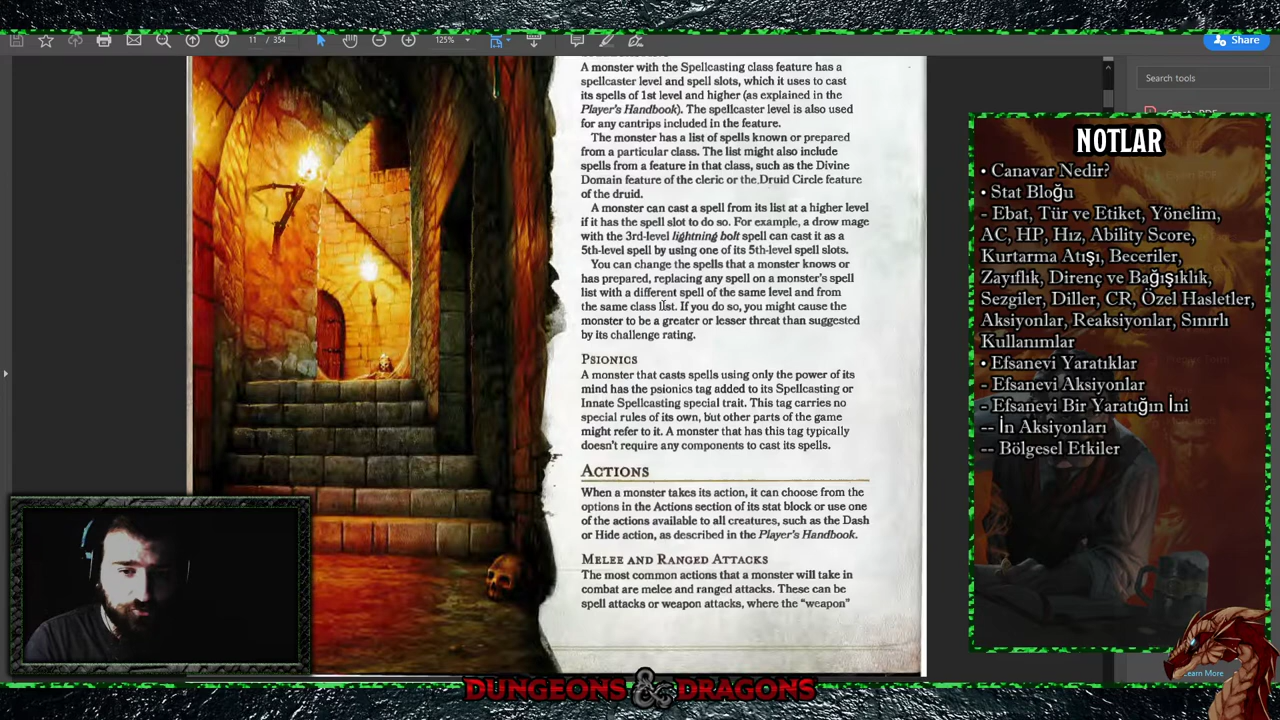 11 / 354
125%
Share
Search tools
A monster with the Spellcasting class feature has a
spellcaster level and spell slots, which it uses to cast
its spells of 1st level and higher (as explained in the
Player's Handbook). The spellcaster level is also used
for any cantrips included in the feature.
The monster has a list of spells known or prepared
from a particular class. The list might also include
spells from a feature in that class, such as the Divine
Domain feature of the cleric or the Druid Circle feature
of the druid.
A monster can cast a spell from its list at a higher level
if it has the spell slot to do so. For example, a drow mage
with the 3rd-level lightning bolt spell can cast it as a
5th-level spell by using one of its 5th-level spell slots.
You can change the spells that a monster knows or
has prepared, replacing any spell on a monster's spell
list with a different spell of the same level and from
the same class list. If you do so, you might cause the
monster to be a greater or lesser threat than suggested
by its challenge rating.
PSIONICS
A monster that casts spells using only the power of its
mind has the psionics tag added to its Spellcasting or
Innate Spellcasting special trait. This tag carries no
special rules of its own, but other parts of the game
might refer to it. A monster that has this tag typically
doesn't require any components to cast its spells.
ACTIONS
When a monster takes its action, it can choose from the
options in the Actions section of its stat block or use one
of the actions available to all creatures, such as the Dash
or Hide action, as described in the Player's Handbook.
MELEE AND RANGED ATTACKS
The most common actions that a monster will take in
combat are melee and ranged attacks. These can be
spell attacks or weapon attacks, where the "weapon"
NOTLAR
• Canavar Nedir?
• Stat Bloğu
- Ebat, Tür ve Etiket, Yönelim,
AC, HP, Hız, Ability Score,
Kurtarma Atışı, Beceriler,
Zayıflık, Direnç ve Bağışıklık,
Sezgiler, Diller, CR, Özel Hasletler,
Aksiyonlar, Reaksiyonlar, Sınırlı
Kullanımlar
• Efsanevi Yaratıklar
- Efsanevi Aksiyonlar
- Efsanevi Bir Yaratığın İni
-- İn Aksiyonları
-- Bölgesel Etkiler
Learn More
DUNGEONS & DRAGONS